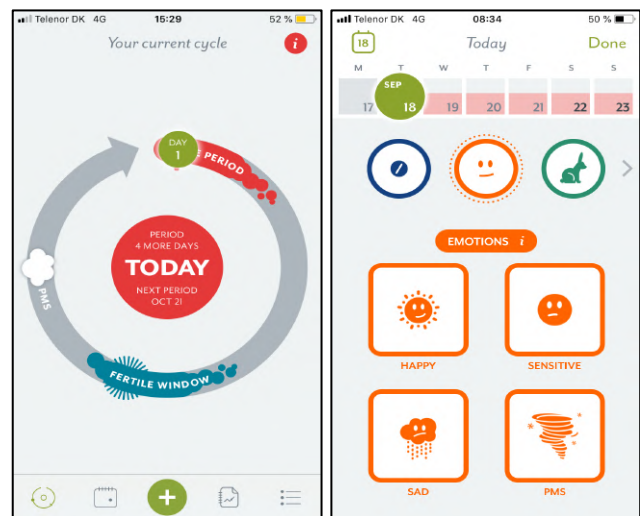 Telenor DK 4G 15:29 52 %
Your current cycle
i
DAY
1
PERIOD
PERIOD
4 MORE DAYS
TODAY
NEXT PERIOD
OCT 21
PMS
FERTILE WINDOW
Telenor DK 4G 08:34 50 %
18 Today Done
M T W T F S S
SEP
17 18 19 20 21 22 23
EMOTIONS i
HAPPY SENSITIVE
SAD PMS